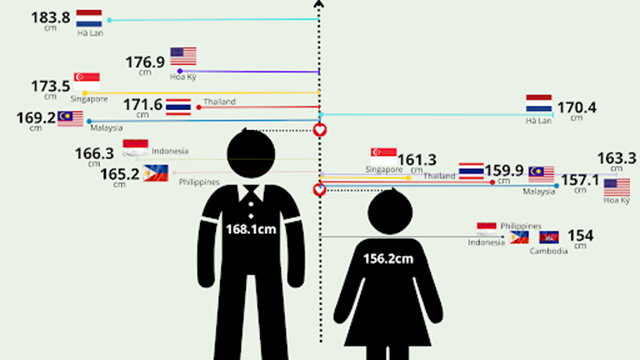 183.8
cm
Hà Lan
176.9
cm
Hoa Kỳ
173.5
cm
Singapore
171.6
cm
Thailand
169.2
cm
Malaysia
166.3
cm
Indonesia
165.2
cm
Philippines
168.1cm
170.4
cm
Hà Lan
163.3
cm
Hoa Kỳ
161.3
cm
Singapore
159.9
cm
Thailand
157.1
cm
Malaysia
154
cm
Philippines
Indonesia
Cambodia
156.2cm